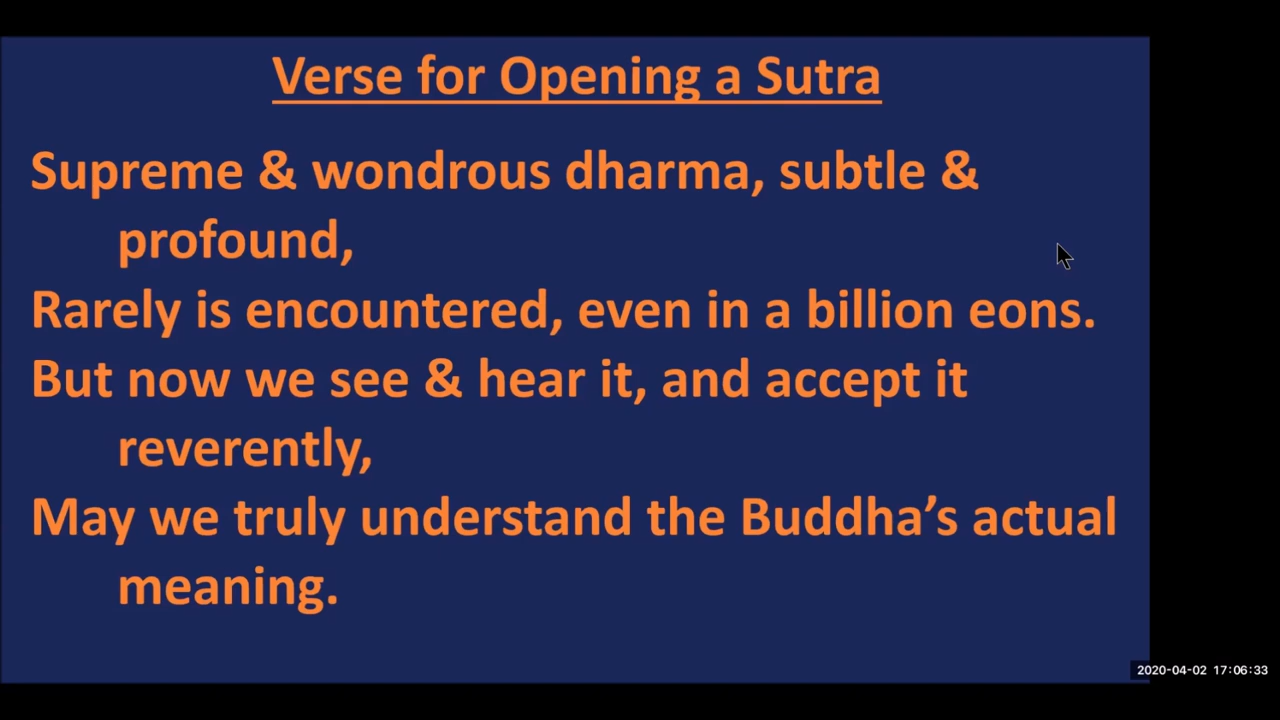 Verse for Opening a Sutra
Supreme & wondrous dharma, subtle &
profound,
Rarely is encountered, even in a billion eons.
But now we see & hear it, and accept it
reverently,
May we truly understand the Buddha’s actual
meaning.
2020-04-02 17:06:33